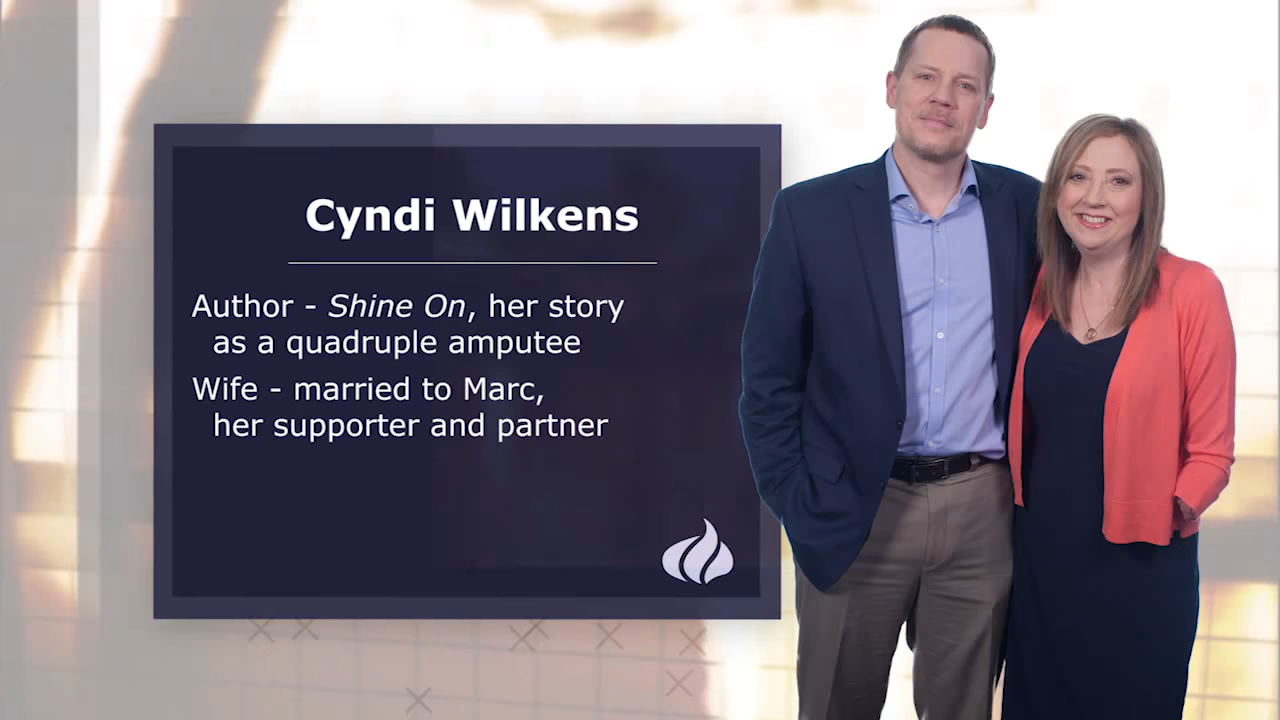 Cyndi Wilkens
Author - Shine On, her story
as a quadruple amputee
Wife - married to Marc,
her supporter and partner